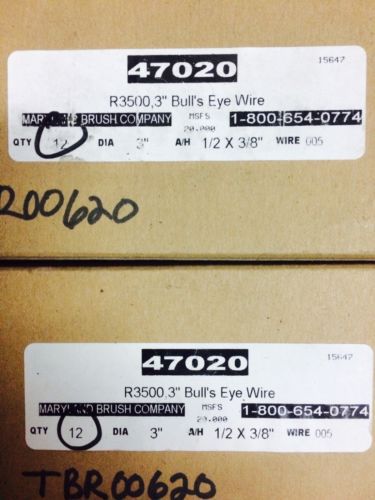 47020
15647
R3500,3" Bull's Eye Wire
MARYLAND BRUSH COMPANY MSFS 20.000 1-800-654-0774
QTY 12 DIA 3" A/H 1/2 X 3/8" WIRE 005
R00620
47020
15647
R3500,3" Bull's Eye Wire
MARYLAND BRUSH COMPANY MSFS 20.000 1-800-654-0774
QTY 12 DIA 3" A/H 1/2 X 3/8" WIRE 005
TBR00620